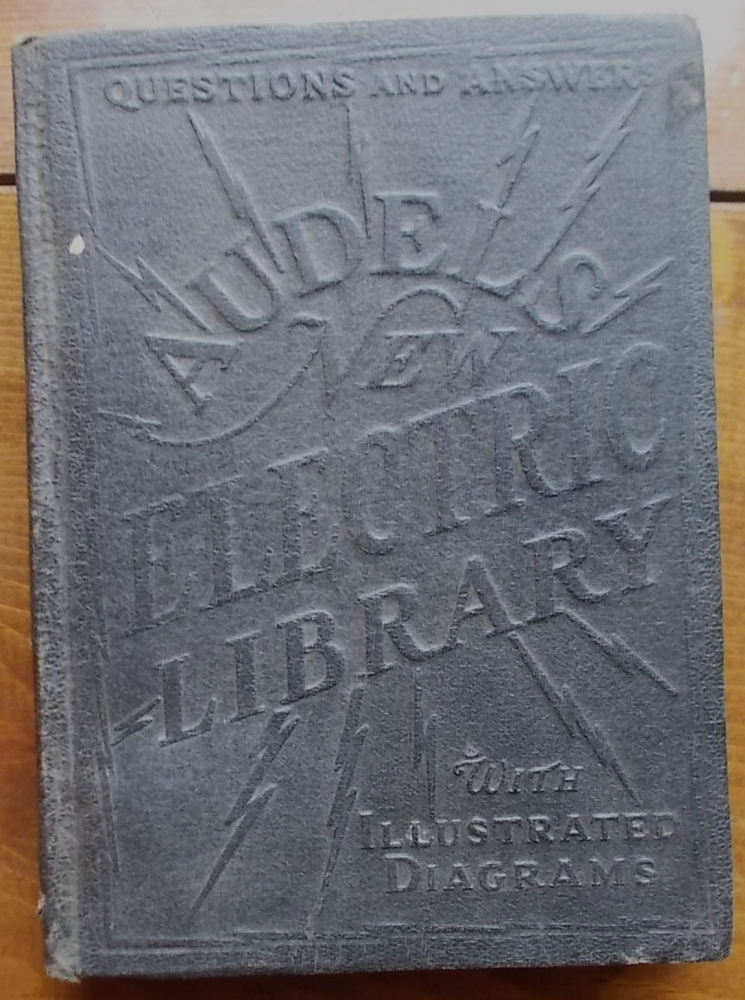 QUESTIONS AND ANSWERS
AUDELS
NEW
ELECTRIC
LIBRARY
WITH
ILLUSTRATED
DIAGRAMS